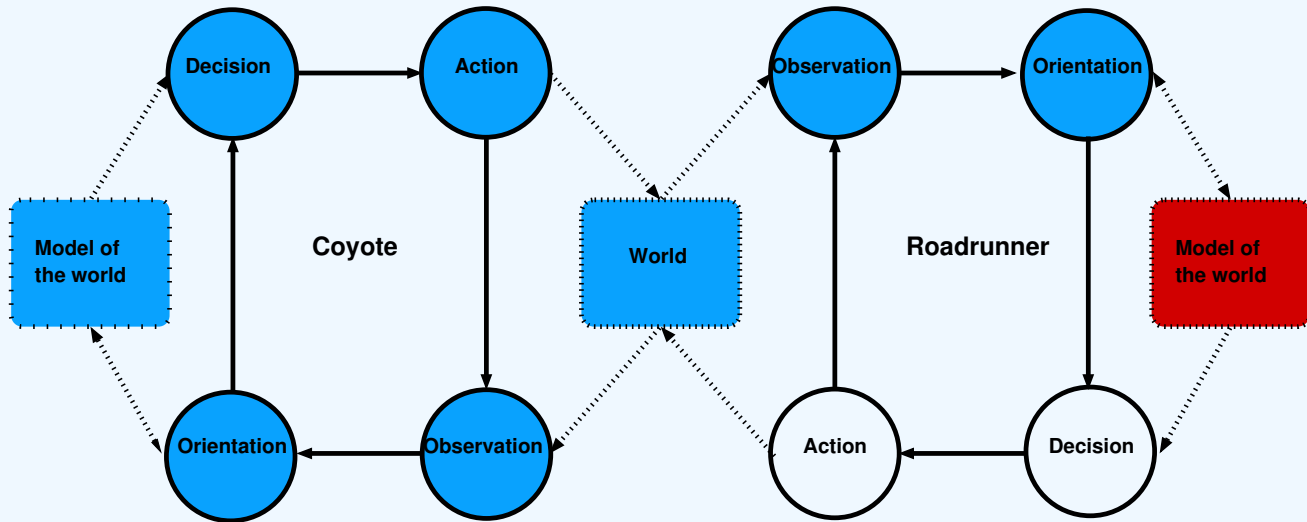 Decision
Action
Observation
Orientation
Model of
the world
Coyote
World
Roadrunner
Model of
the world
Orientation
Observation
Action
Decision